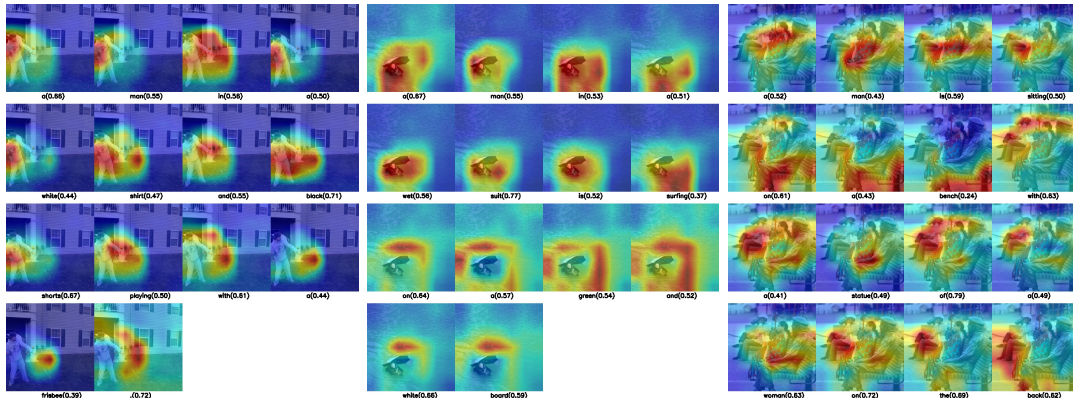 a(0.66) man(0.55) in(0.56) a(0.50)
white(0.44) shirt(0.47) and(0.55) black(0.71)
shorts(0.67) playing(0.50) with(0.61) a(0.44)
frisbee(0.39) .(0.72)
a(0.67) man(0.55) in(0.53) a(0.51)
wet(0.56) suit(0.77) is(0.52) surfing(0.37)
on(0.64) a(0.57) green(0.54) and(0.52)
white(0.66) board(0.59)
a(0.52) man(0.43) is(0.59) sitting(0.50)
on(0.61) a(0.43) bench(0.24) with(0.63)
a(0.41) statue(0.49) of(0.79) a(0.49)
woman(0.63) on(0.72) the(0.69) back(0.62)